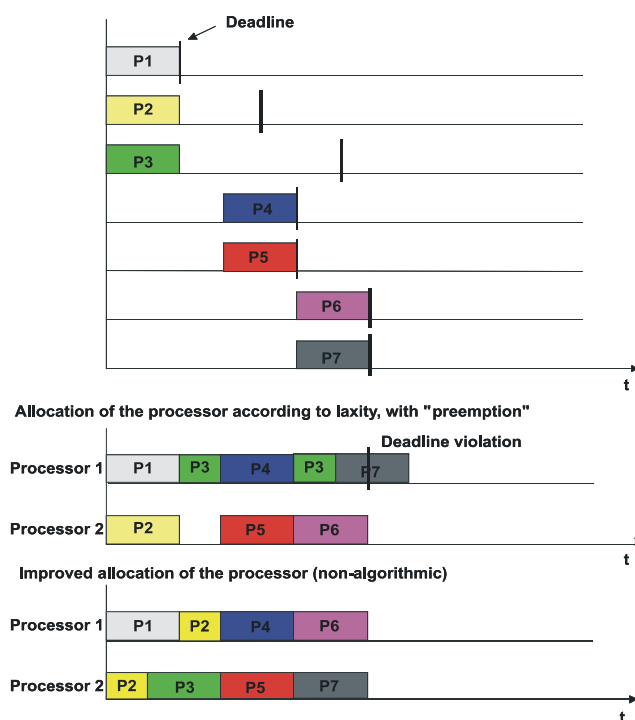 Deadline
P1
P2
P3
P4
P5
P6
P7
t
Allocation of the processor according to laxity, with "preemption"
Deadline violation
Processor 1 P1 P3 P4 P3 P7
Processor 2 P2 P5 P6
t
Improved allocation of the processor (non-algorithmic)
Processor 1 P1 P2 P4 P6
Processor 2 P2 P3 P5 P7
t